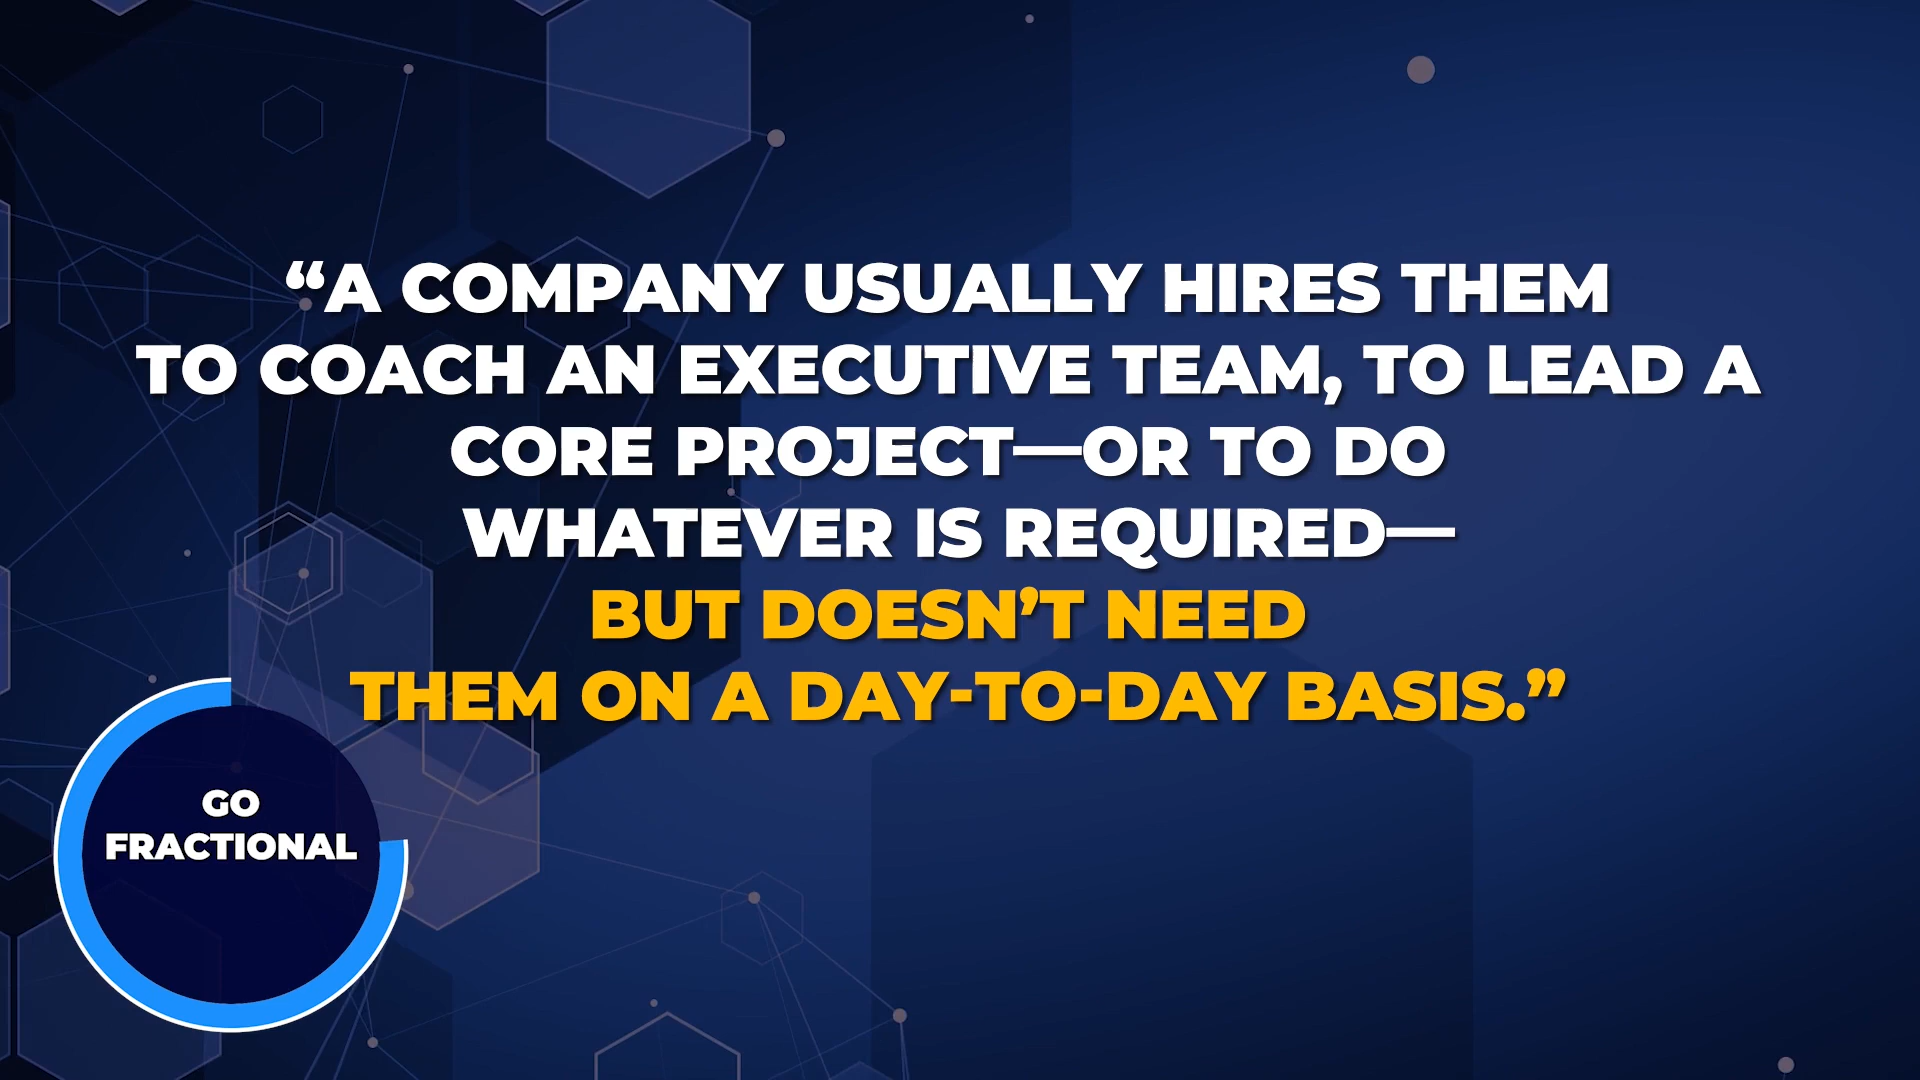 “A COMPANY USUALLY HIRES THEM
TO COACH AN EXECUTIVE TEAM, TO LEAD A
CORE PROJECT—OR TO DO
WHATEVER IS REQUIRED—
BUT DOESN’T NEED
THEM ON A DAY-TO-DAY BASIS.”
GO
FRACTIONAL